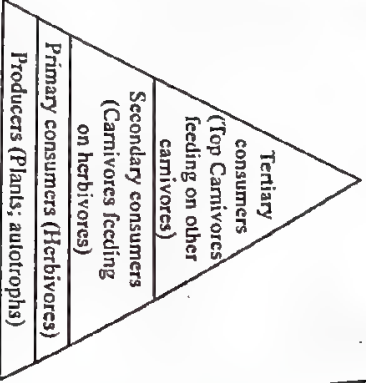 Tertiary
consumers
(Top Carnivores
feeding on other
carnivores)
Secondary consumers
(Carnivores feeding
on herbivores)
Primary consumers (Herbivores)
Producers (Plants; autotrophs)